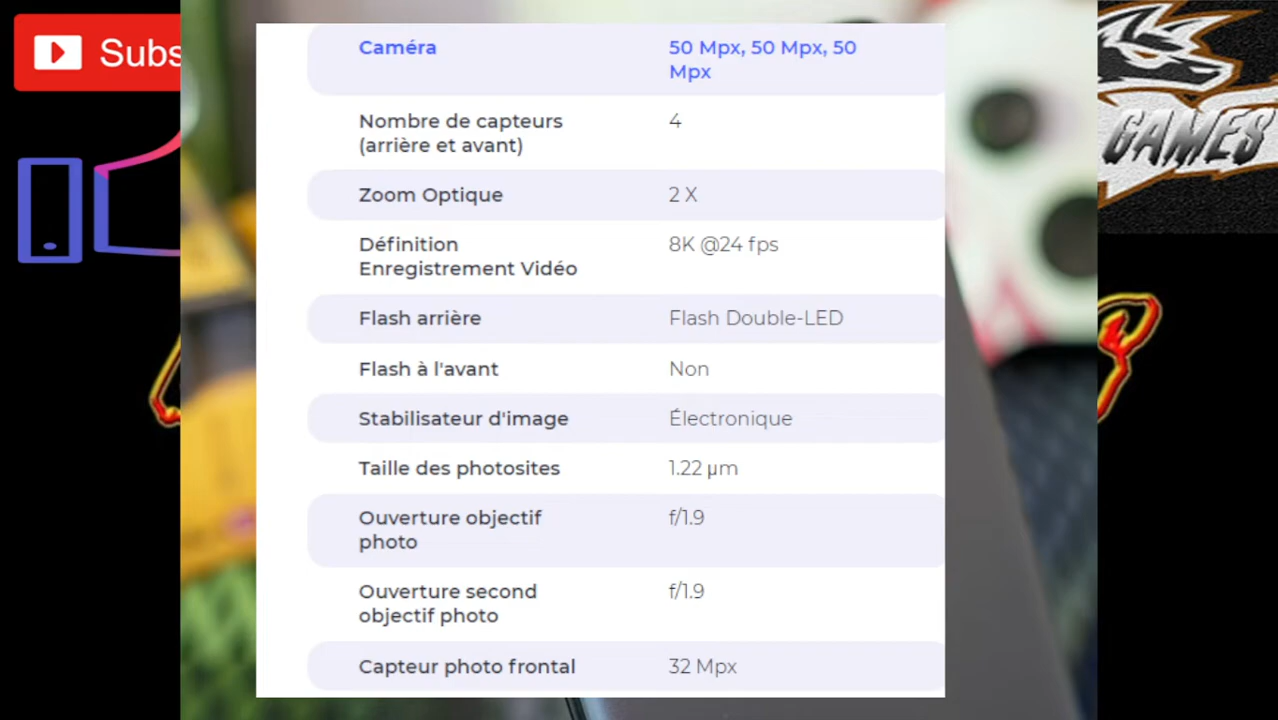 Subs
GAMES
Caméra
50 Mpx, 50 Mpx, 50
Mpx
Nombre de capteurs
(arrière et avant)
4
Zoom Optique
2 X
Définition
Enregistrement Vidéo
8K @24 fps
Flash arrière
Flash Double-LED
Flash à l'avant
Non
Stabilisateur d'image
Électronique
Taille des photosites
1.22 µm
Ouverture objectif
photo
f/1.9
Ouverture second
objectif photo
f/1.9
Capteur photo frontal
32 Mpx